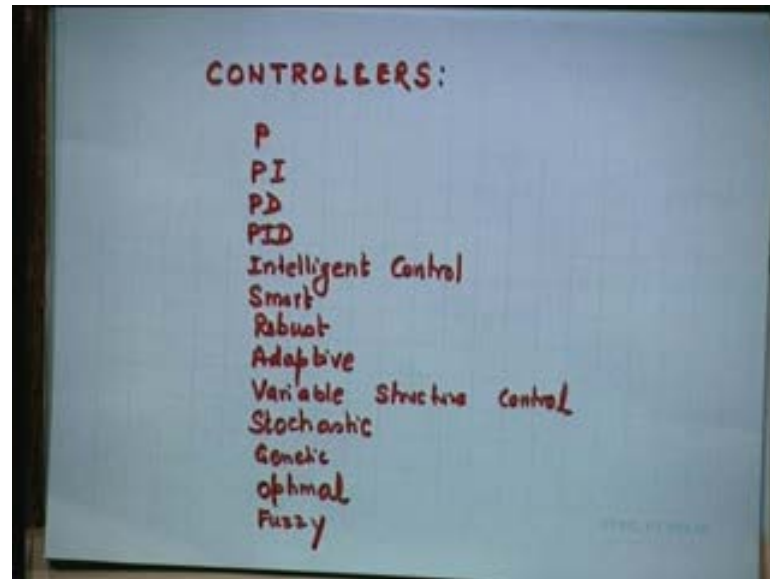 CONTROLLERS:
P
PI
PD
PID
Intelligent Control
Smart
Robust
Adaptive
Variable Structure Control
Stochastic
Genetic
optimal
Fuzzy